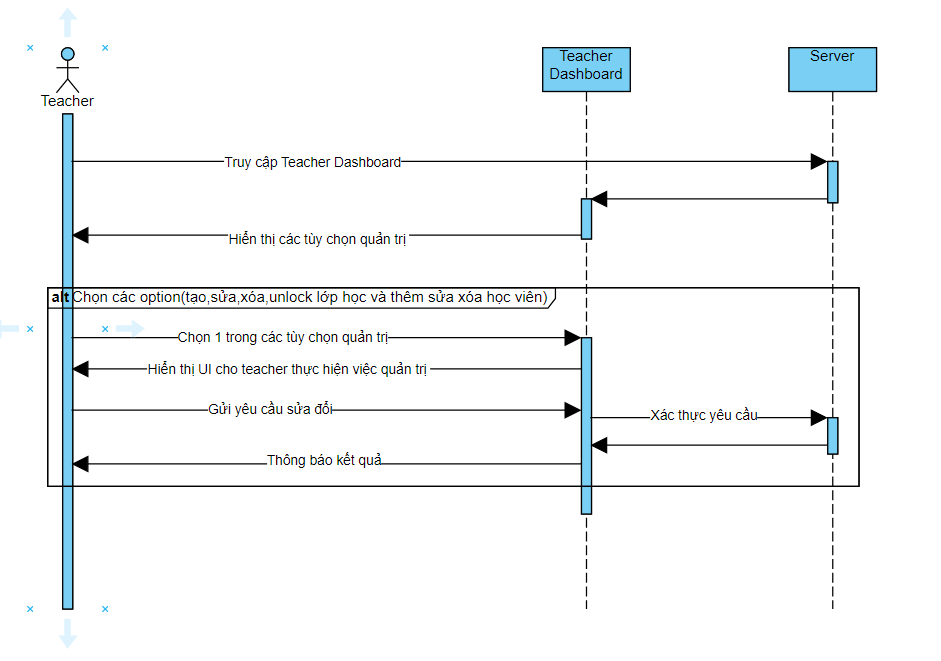 Teacher
Teacher
Dashboard
Server
Truy cập Teacher Dashboard
Hiển thị các tùy chọn quản trị
alt Chọn các option(tạo,sửa,xóa,unlock lớp học và thêm sửa xóa học viên)
Chọn 1 trong các tùy chọn quản trị
Hiển thị UI cho teacher thực hiện việc quản trị
Gửi yêu cầu sửa đổi
Xác thực yêu cầu
Thông báo kết quả